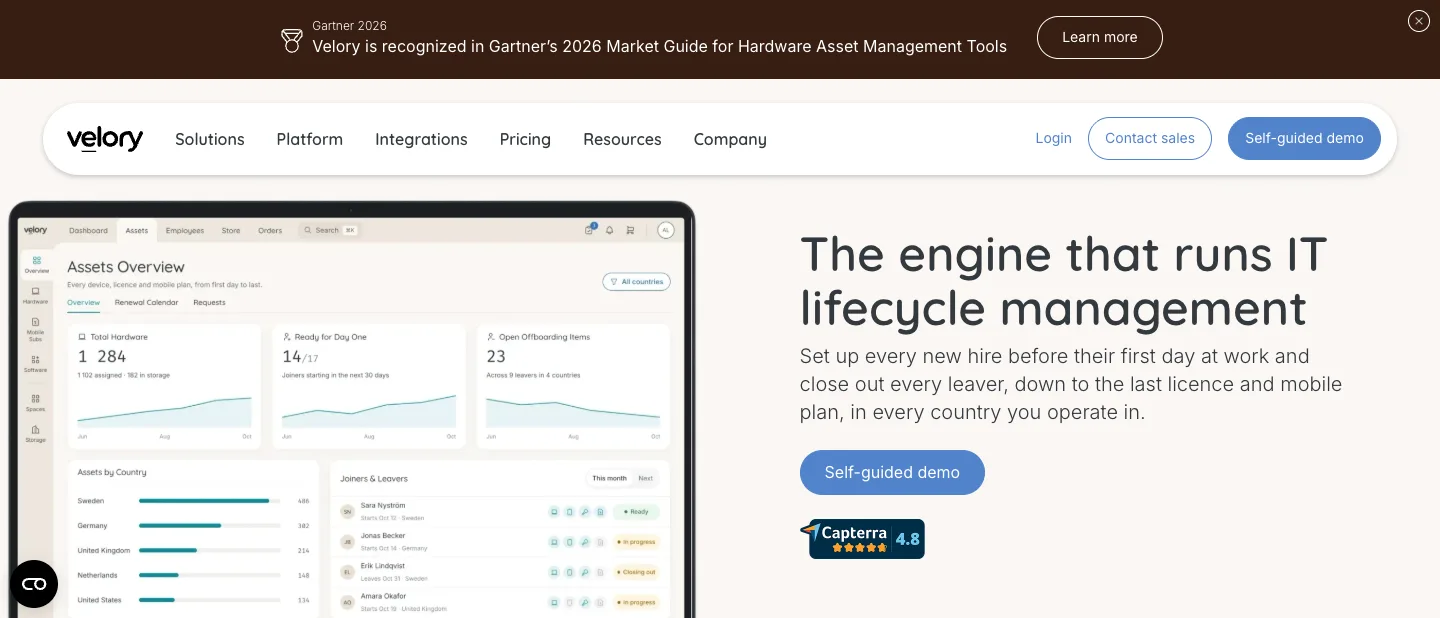 Gartner 2026
Velory is recognized in Gartner's 2026 Market Guide for Hardware Asset Management Tools
Learn more
velory
Solutions
Platform
Integrations
Pricing
Resources
Company
Login
Contact sales
Self-guided demo
velory
Dashboard
Assets
Employees
Store
Orders
Search
⌘K
1
AL
Overview
Hardware
Mobile
Subs
Software
Spaces
Storage
Assets Overview
Every device, licence and mobile plan, from first day to last.
All countries
Overview
Renewal Calendar
Requests
Total Hardware
1 284
1 102 assigned · 182 in storage
Jun
Aug
Oct
Ready for Day One
14/17
Joiners starting in the next 30 days
Jun
Aug
Oct
Open Offboarding Items
23
Across 9 leavers in 4 countries
Jun
Aug
Oct
Assets by Country
Sweden 486
Germany 302
United Kingdom 214
Netherlands 148
United States 134
Joiners & Leavers
This month
Next
SN
Sara Nyström
Starts Oct 12 · Sweden
Ready
JB
Jonas Becker
Starts Oct 14 · Germany
In progress
EL
Erik Lindqvist
Leaves Oct 31 · Sweden
Closing out
AO
Amara Okafor
Starts Oct 19 · United Kingdom
In progress
The engine that runs IT
lifecycle management
Set up every new hire before their first day at work and
close out every leaver, down to the last licence and mobile
plan, in every country you operate in.
Self-guided demo
Capterra
4.8